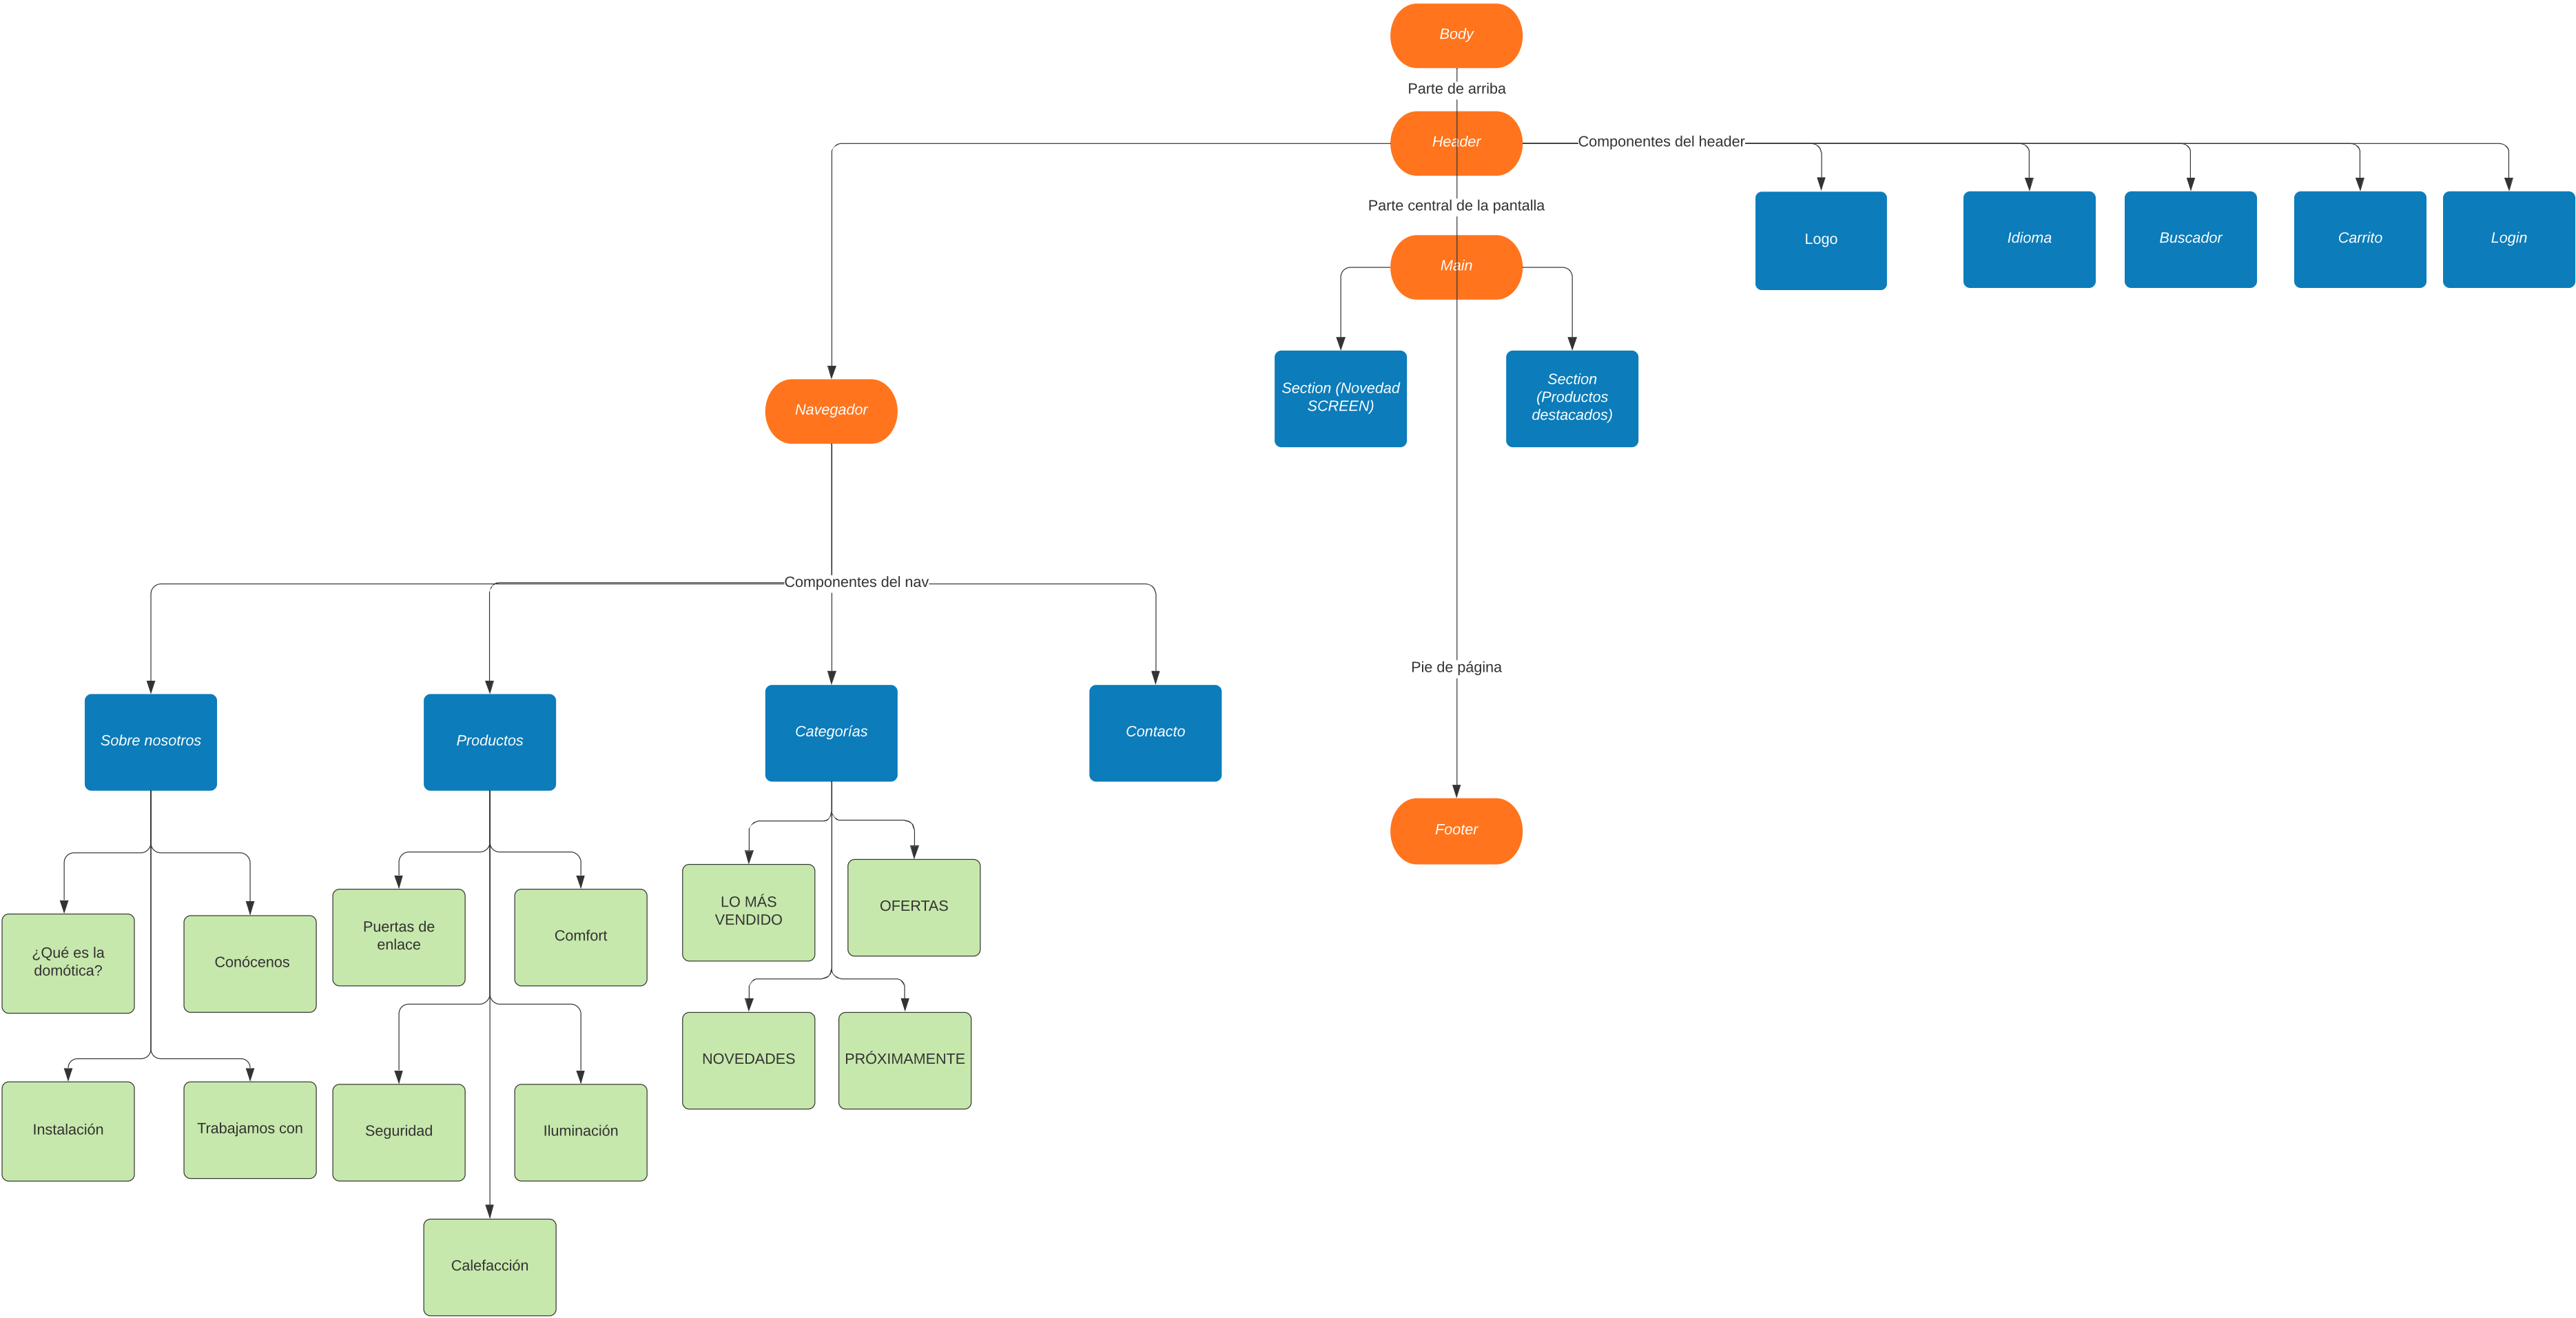 Body
Parte de arriba
Header
Componentes del header
Parte central de la pantalla
Logo
Idioma
Buscador
Carrito
Login
Main
Section (Novedad
SCREEN)
Section
(Productos
destacados)
Navegador
Componentes del nav
Pie de página
Sobre nosotros
Productos
Categorías
Contacto
Footer
¿Qué es la
domótica?
Conócenos
Puertas de
enlace
Comfort
LO MÁS
VENDIDO
OFERTAS
Instalación
Trabajamos con
Seguridad
Iluminación
NOVEDADES
PRÓXIMAMENTE
Calefacción